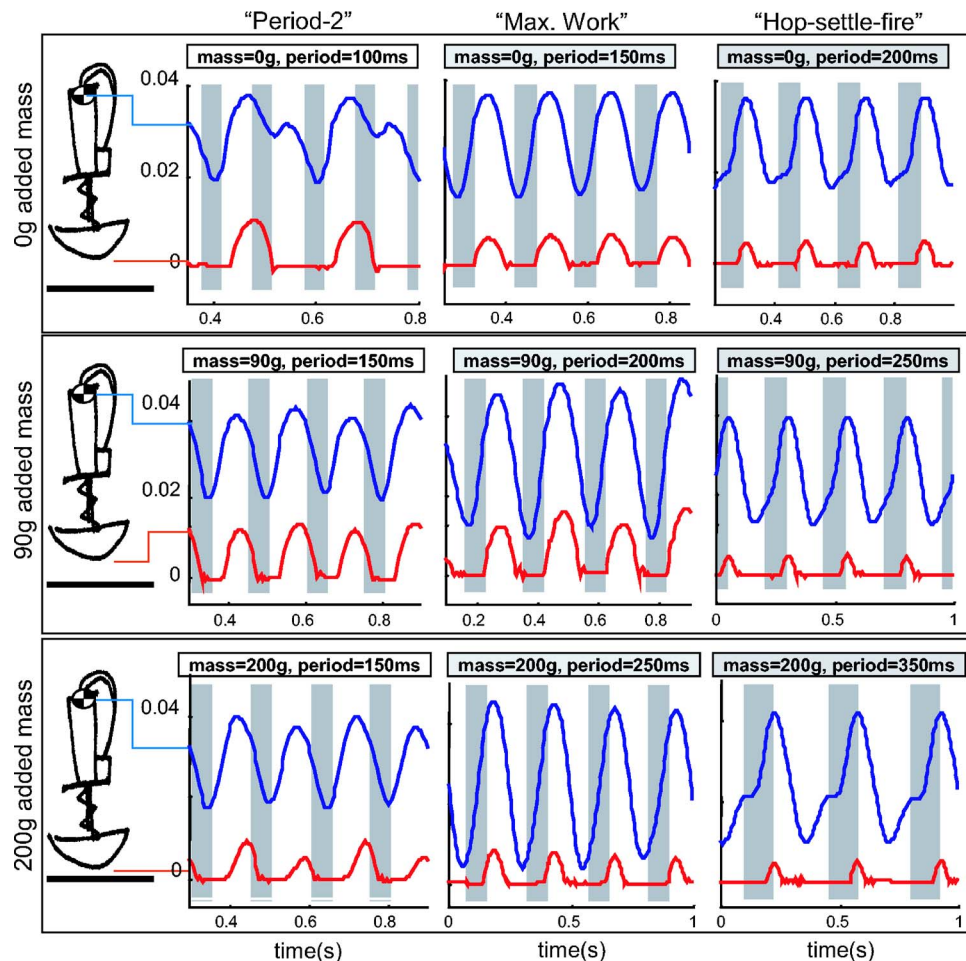 “Period-2” “Max. Work” “Hop-settle-fire”
0g added mass
mass=0g, period=100ms mass=0g, period=150ms mass=0g, period=200ms
0.04
0.02
0
0.4 0.6 0.8 0.4 0.6 0.8 0.4 0.6 0.8
90g added mass
mass=90g, period=150ms mass=90g, period=200ms mass=90g, period=250ms
0.04
0.02
0
0.4 0.6 0.8 0.2 0.4 0.6 0.8 0 0.5 1
200g added mass
mass=200g, period=150ms mass=200g, period=250ms mass=200g, period=350ms
0.04
0
0.4 0.6 0.8 0 0.5 1 0 0.5 1
time(s) time(s) time(s)